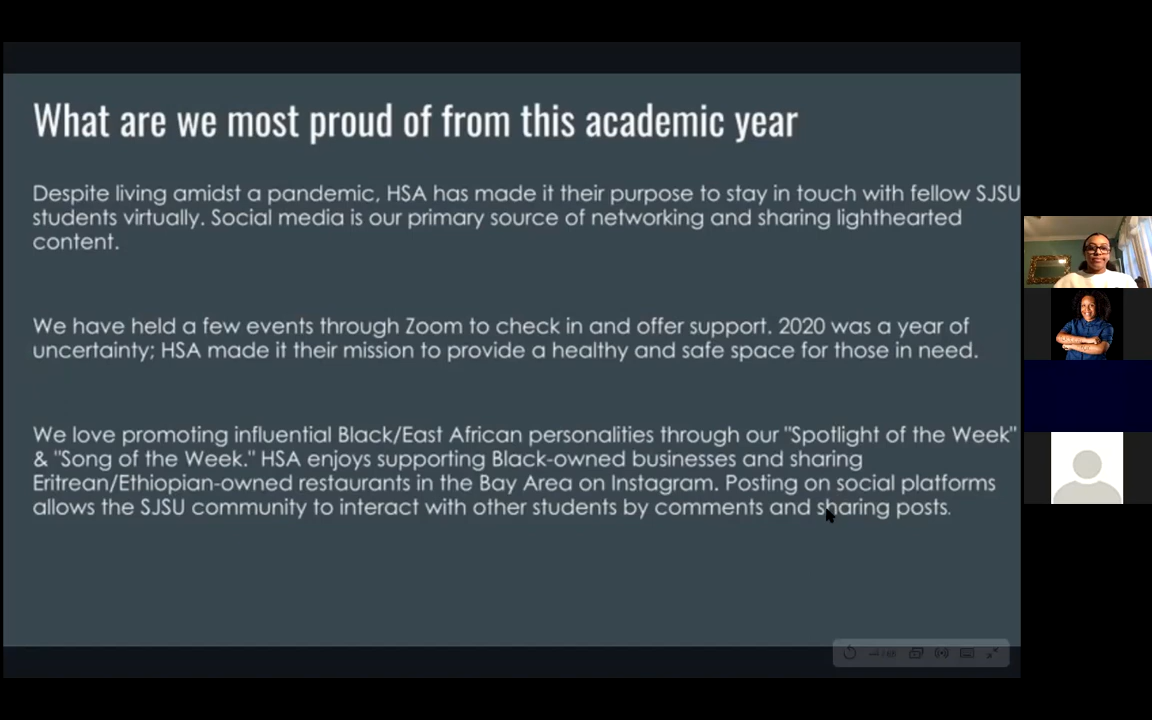 What are we most proud of from this academic year
Despite living amidst a pandemic, HSA has made it their purpose to stay in touch with fellow SJSU
students virtually. Social media is our primary source of networking and sharing lighthearted
content.
We have held a few events through Zoom to check in and offer support. 2020 was a year of
uncertainty; HSA made it their mission to provide a healthy and safe space for those in need.
We love promoting influential Black/East African personalities through our "Spotlight of the Week"
& "Song of the Week." HSA enjoys supporting Black-owned businesses and sharing
Eritrean/Ethiopian-owned restaurants in the Bay Area on Instagram. Posting on social platforms
allows the SJSU community to interact with other students by comments and sharing posts.